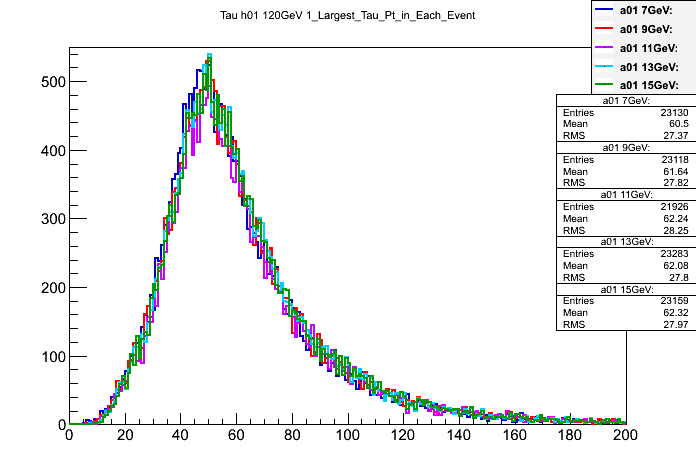 Tau h01 120GeV 1_Largest_Tau_Pt_in_Each_Event
a01 7GeV:
a01 9GeV:
a01 11GeV:
a01 13GeV:
a01 15GeV:
a01 7GeV:
Entries 23130
Mean 60.5
RMS 27.37
a01 9GeV:
Entries 23118
Mean 61.64
RMS 27.82
a01 11GeV:
Entries 21926
Mean 62.24
RMS 28.25
a01 13GeV:
Entries 23283
Mean 62.08
RMS 27.8
a01 15GeV:
Entries 23159
Mean 62.32
RMS 27.97
500
400
300
200
100
0
0 20 40 60 80 100 120 140 160 180 200